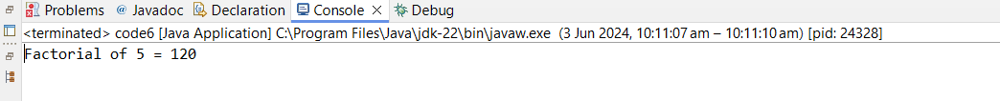 Problems @ Javadoc Declaration Console Debug
<terminated> code6 [Java Application] C:\Program Files\Java\jdk-22\bin\javaw.exe (3 Jun 2024, 10:11:07 am – 10:11:10 am) [pid: 24328]
Factorial of 5 = 120